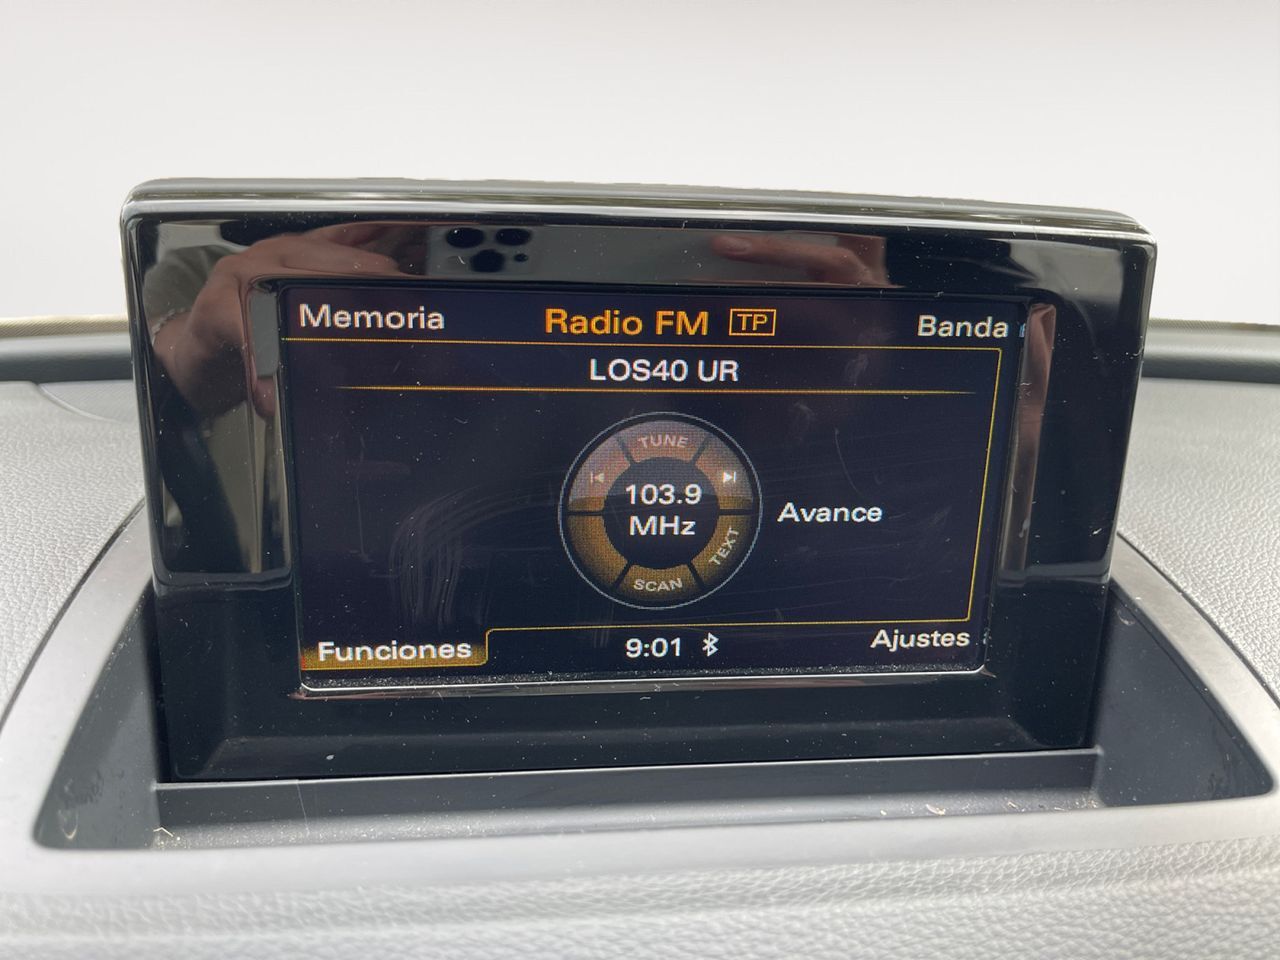 Memoria
Radio FM TP
Banda
LOS40 UR
TUNE
103.9
MHz
Avance
TEXT
SCAN
Funciones
9:01
Ajustes